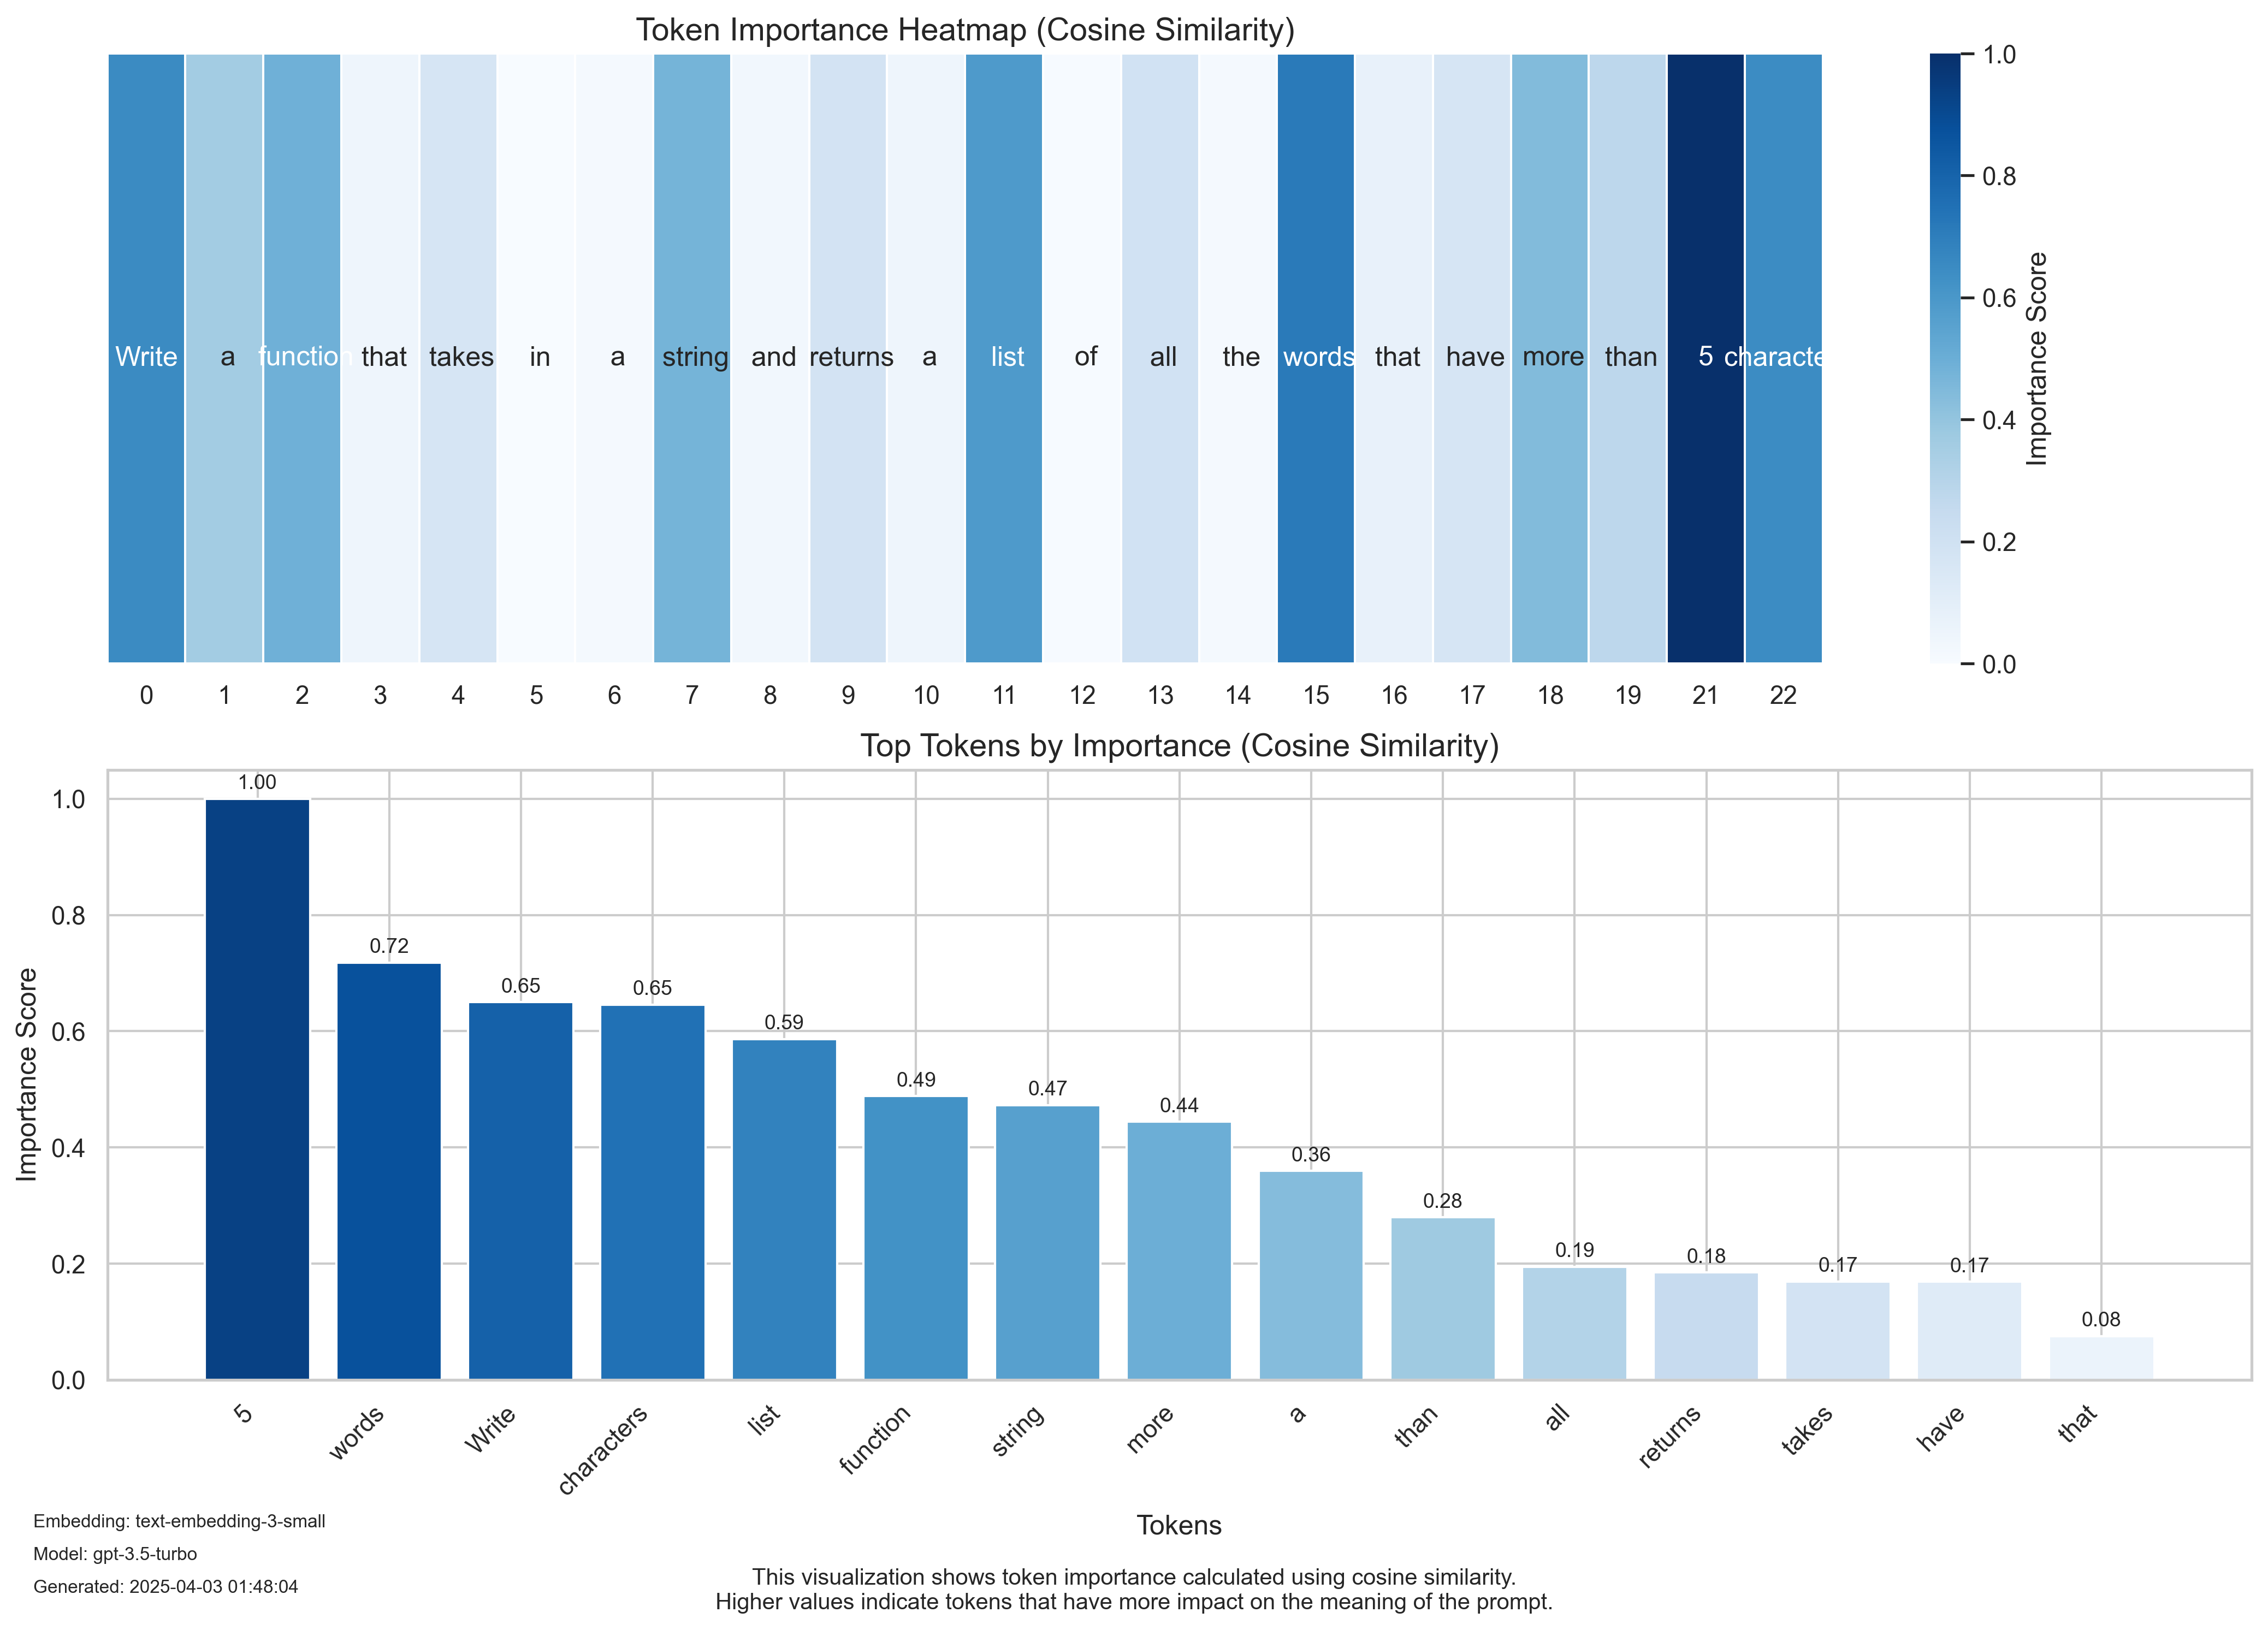 Token Importance Heatmap (Cosine Similarity)
Write a function that takes in a string and returns a list of all the words that have more than 5 characte
0 1 2 3 4 5 6 7 8 9 10 11 12 13 14 15 16 17 18 19 21 22
1.0
0.8
0.6
0.4
0.2
0.0
Importance Score
Top Tokens by Importance (Cosine Similarity)
Importance Score
1.0
0.8
0.6
0.4
0.2
0.0
1.00 0.72 0.65 0.65 0.59 0.49 0.47 0.44 0.36 0.28 0.19 0.18 0.17 0.17 0.08
5 words Write characters list function string more a than all returns takes have that
Tokens
Embedding: text-embedding-3-small
Model: gpt-3.5-turbo
Generated: 2025-04-03 01:48:04
This visualization shows token importance calculated using cosine similarity.
Higher values indicate tokens that have more impact on the meaning of the prompt.